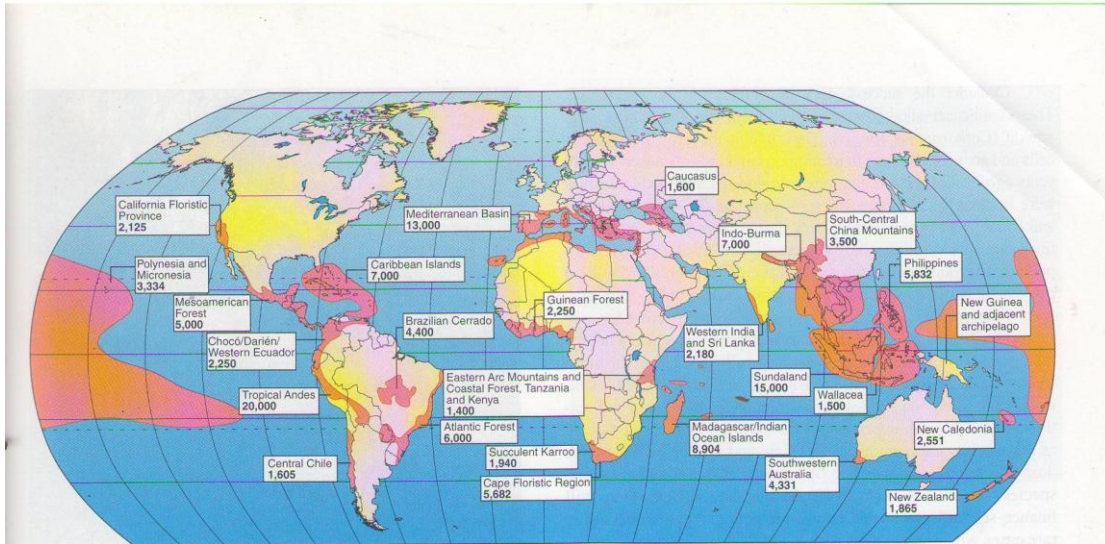 Caucasus
1,600
California Floristic
Province
2,125
Mediterranean Basin
13,000
South-Central
China Mountains
3,500
Indo-Burma
7,000
Polynesia and
Micronesia
3,334
Caribbean Islands
7,000
Philippines
5,832
Mesoamerican
Forest
5,000
Guinean Forest
2,250
New Guinea
and adjacent
archipelago
Brazilian Cerrado
4,400
Chocó/Darién/
Western Ecuador
2,250
Western India
and Sri Lanka
2,180
Eastern Arc Mountains and
Coastal Forest, Tanzania
and Kenya
1,400
Sundaland
15,000
Tropical Andes
20,000
Wallacea
1,500
Atlantic Forest
6,000
Madagascar/Indian
Ocean Islands
8,904
New Caledonia
2,551
Succulent Karroo
1,940
Central Chile
1,605
Southwestern
Australia
4,331
Cape Floristic Region
5,682
New Zealand
1,865